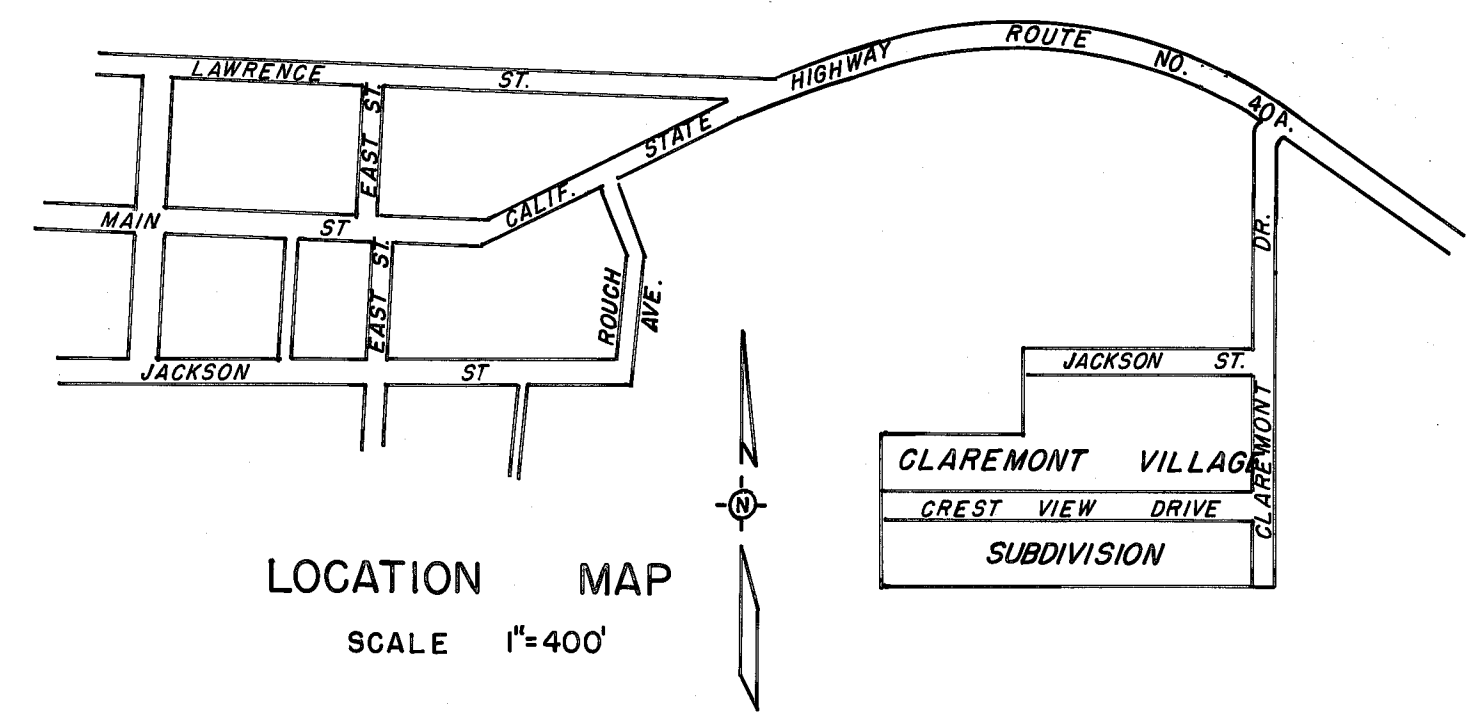 LAWRENCE ST.
EAST ST.
MAIN ST
EAST ST.
JACKSON ST
CALIF. STATE HIGHWAY ROUTE NO. 40A.
ROUGH AVE.
CLAREMONT DR.
JACKSON ST.
CLAREMONT VILLAGE
CREST VIEW DRIVE
SUBDIVISION
N
N
LOCATION MAP
SCALE 1"=400'